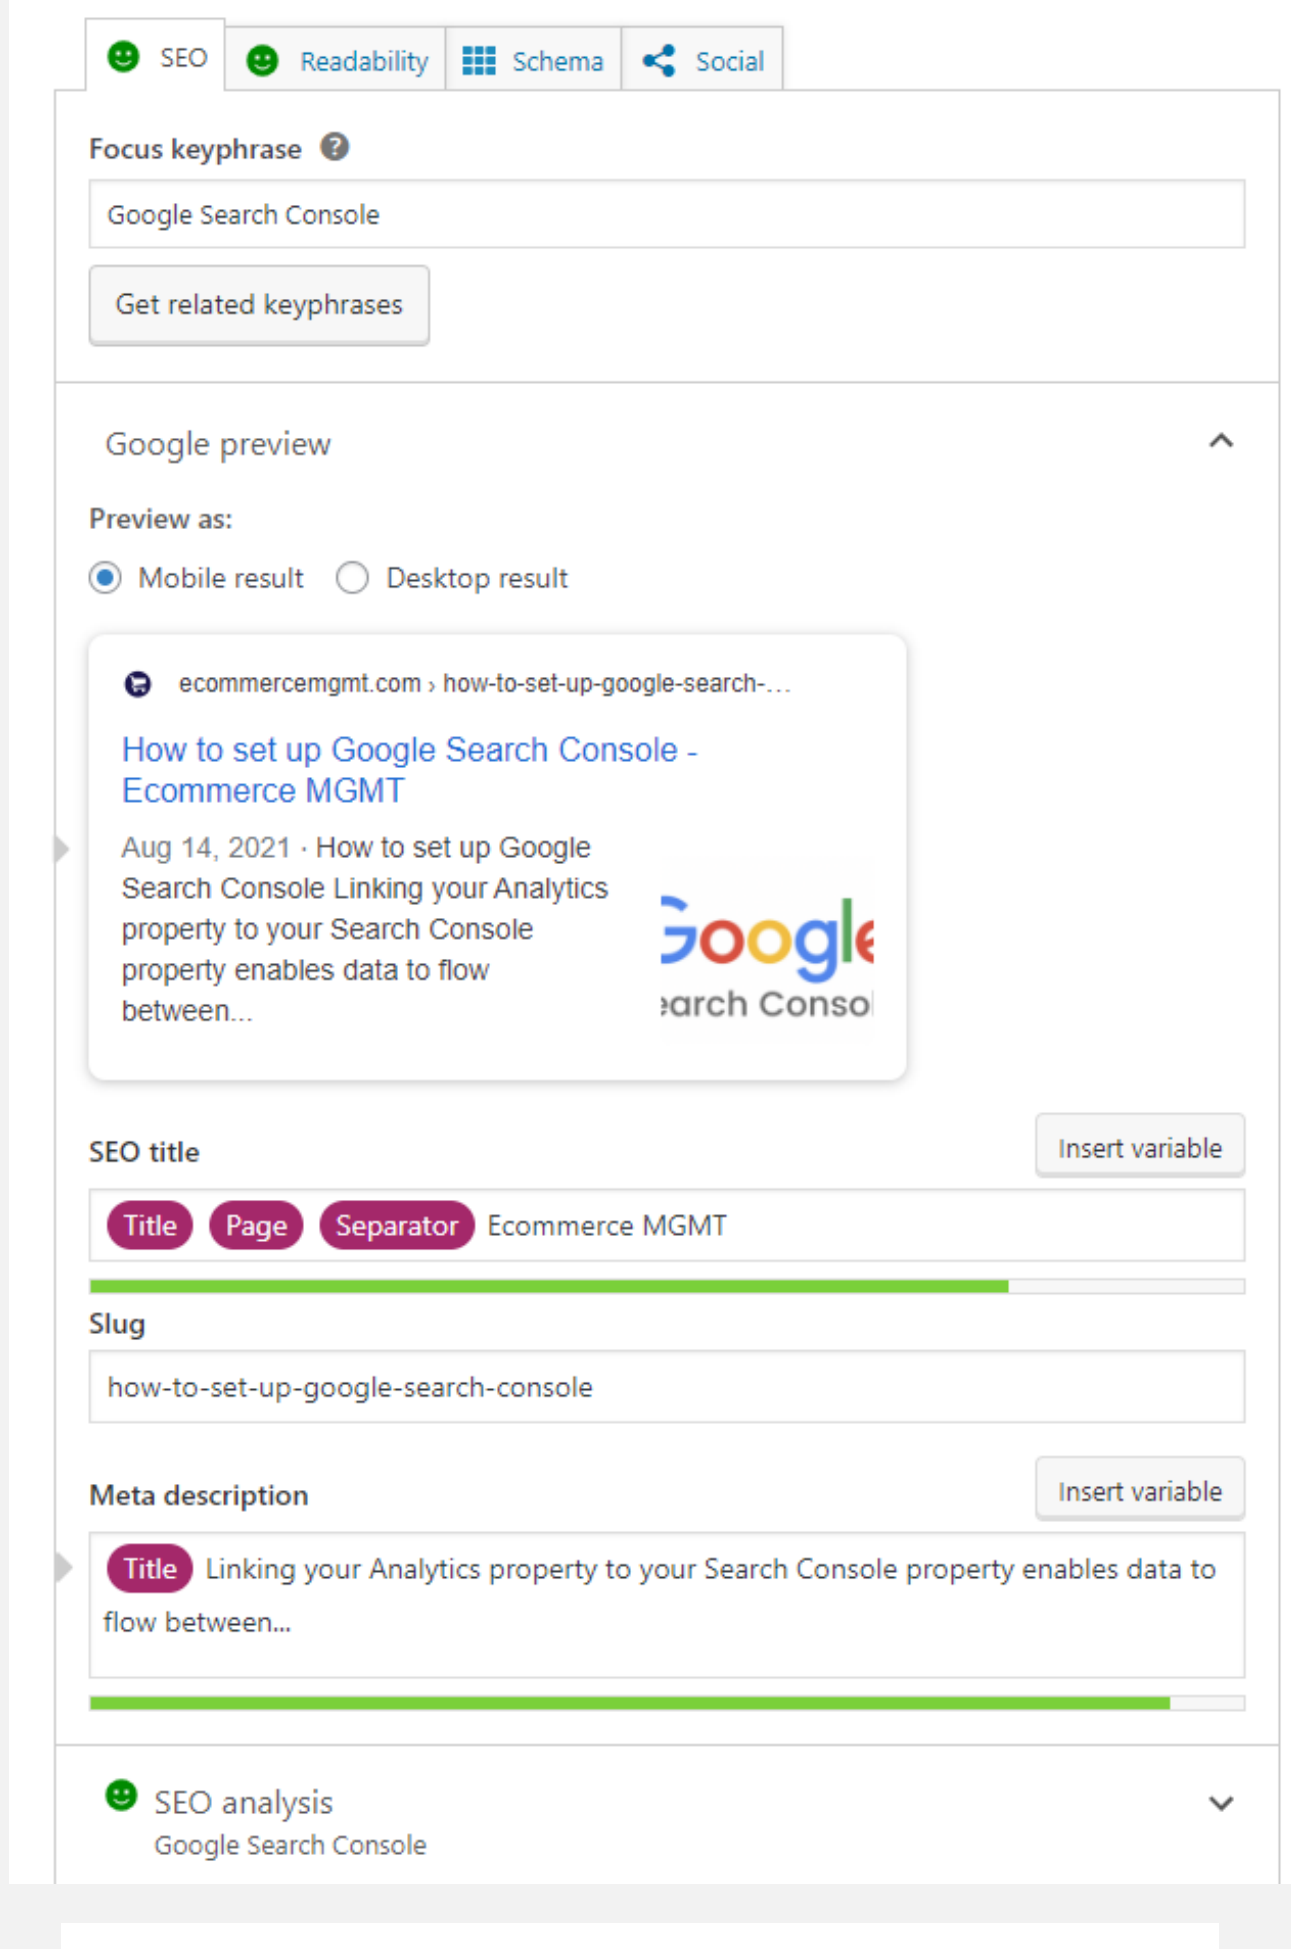 SEO
Readability
Schema
Social
Focus keyphrase ?
Google Search Console
Get related keyphrases
Google preview
Preview as:
Mobile result Desktop result
ecommercemgmt.com › how-to-set-up-google-search-...
How to set up Google Search Console -
Ecommerce MGMT
Aug 14, 2021 · How to set up Google
Search Console Linking your Analytics
property to your Search Console
property enables data to flow
between...
Google
earch Consol
SEO title
Insert variable
Title Page Separator Ecommerce MGMT
Slug
how-to-set-up-google-search-console
Meta description
Insert variable
Title Linking your Analytics property to your Search Console property enables data to
flow between...
SEO analysis
Google Search Console